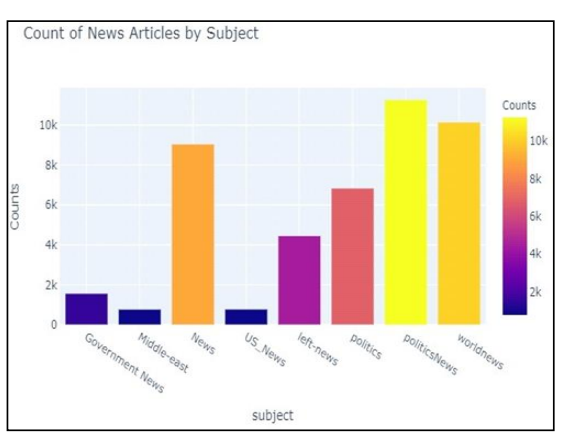 Count of News Articles by Subject
Counts
10k
8k
6k
4k
2k
0
Counts
10k
8k
6k
4k
2k
Government News
Middle-east
News
US_News
left-news
politics
politicsNews
worldnews
subject